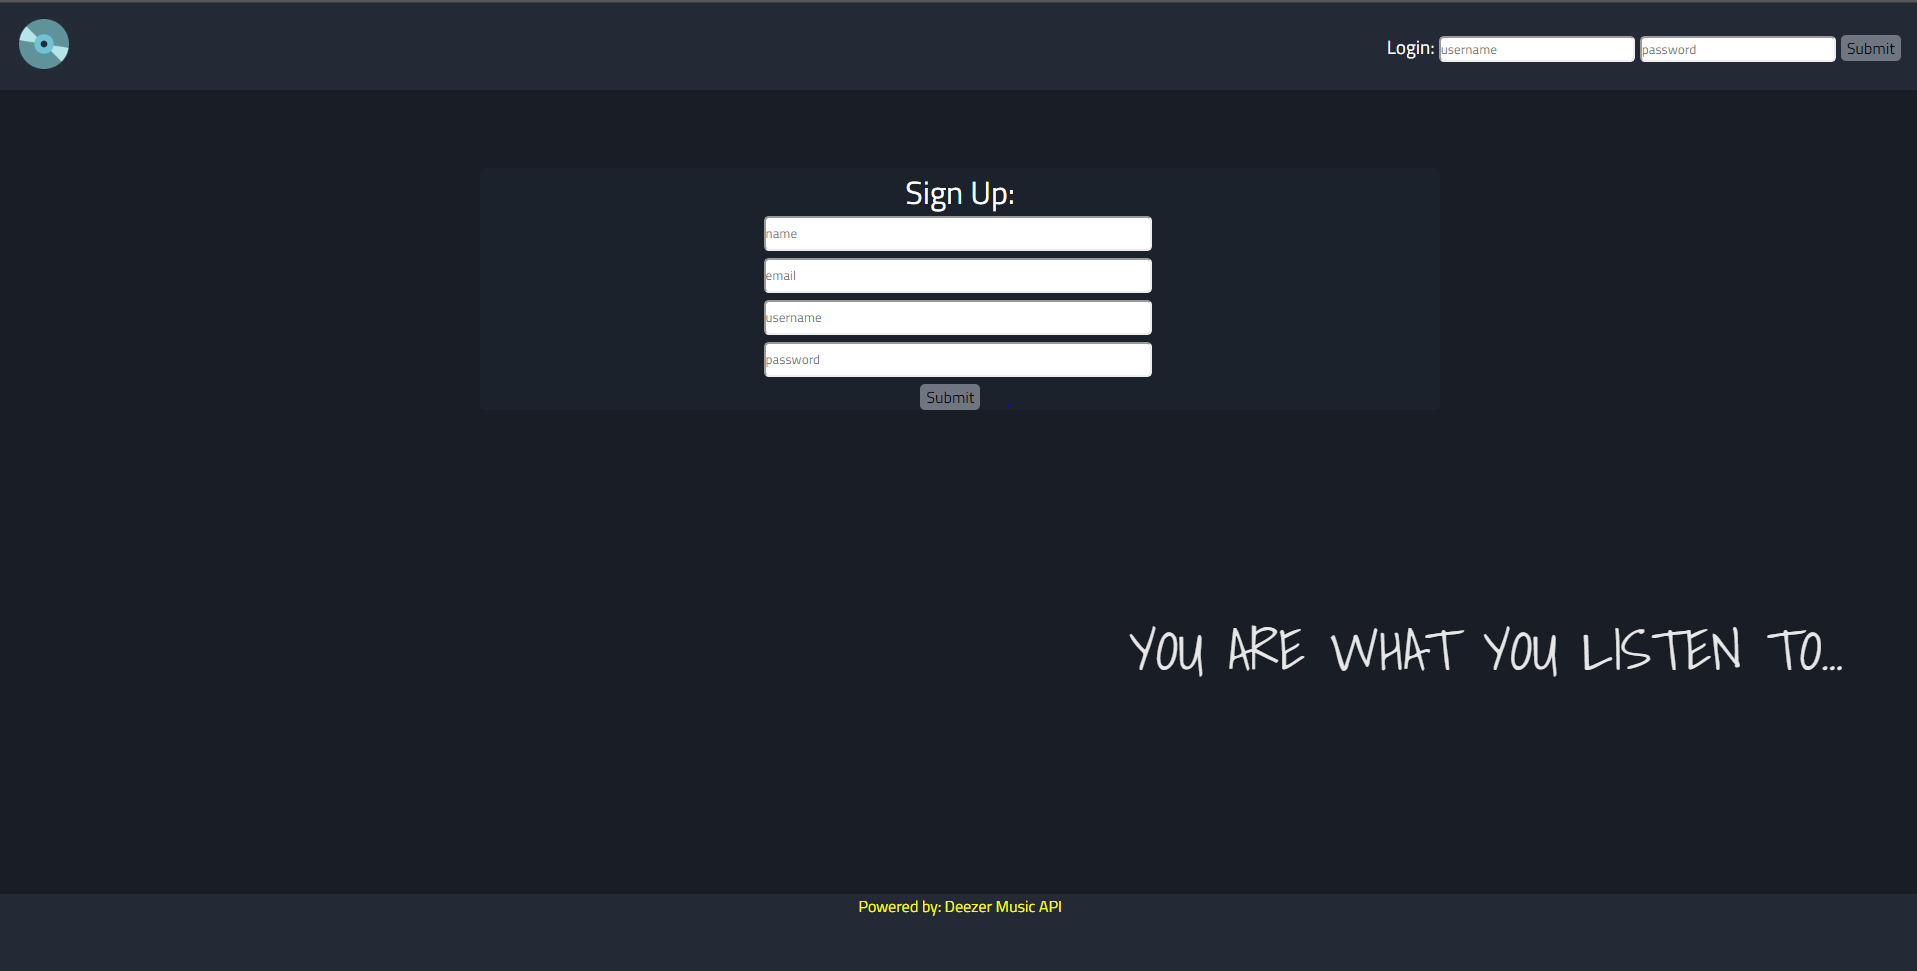 Login: username password Submit
Sign Up:
name
email
username
password
Submit
YOU ARE WHAT YOU LISTEN TO...
Powered by: Deezer Music API